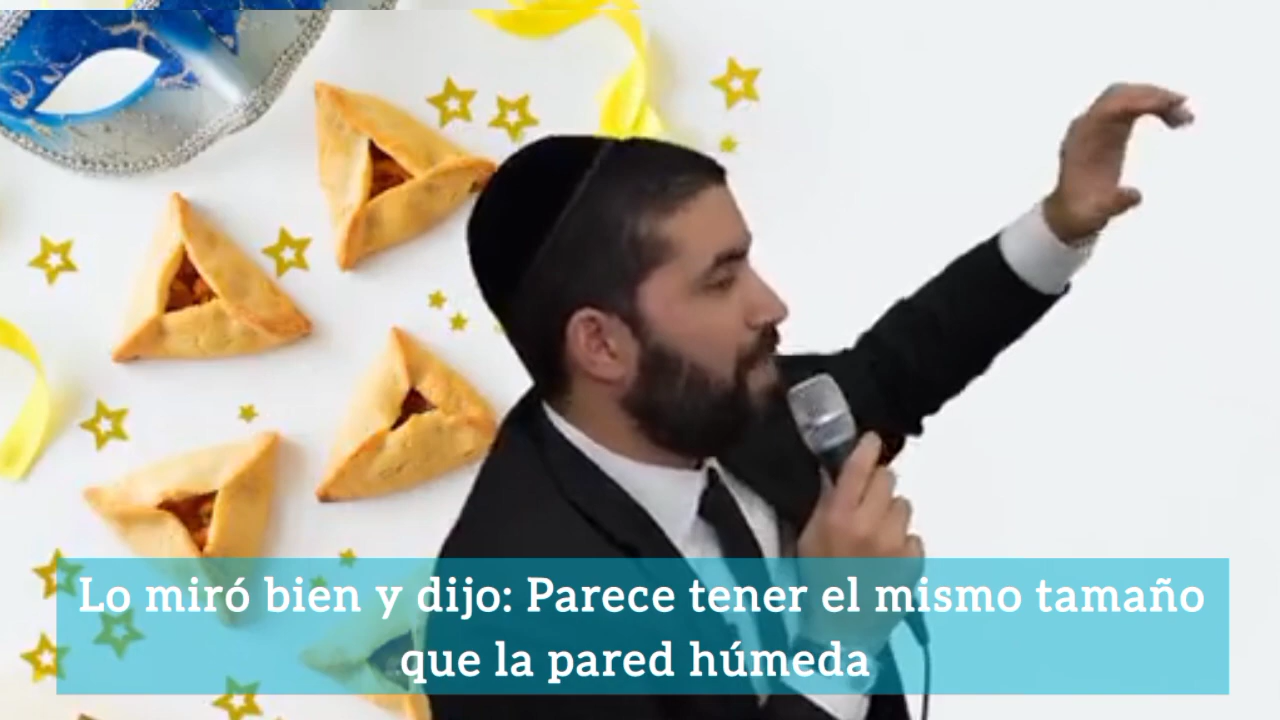 Lo miró bien y dijo: Parece tener el mismo tamaño
que la pared húmeda